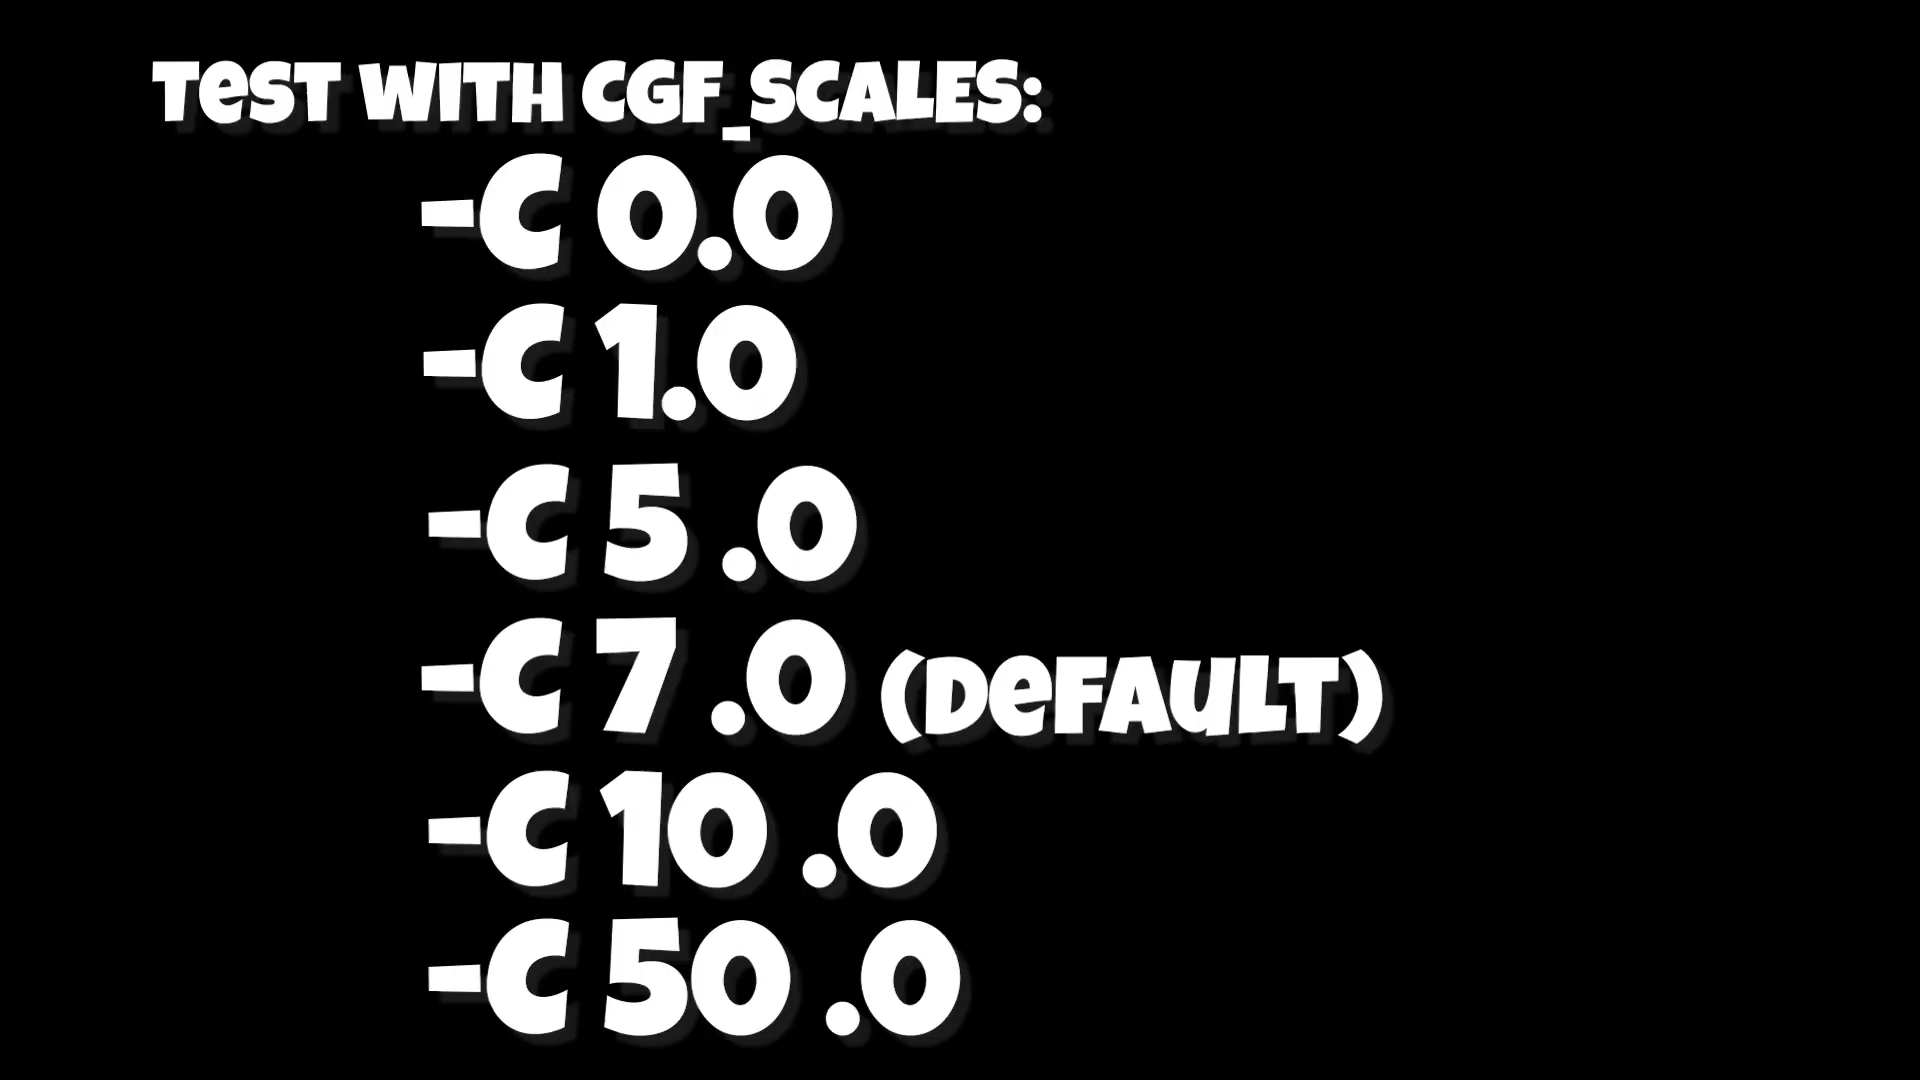 TeST WITH CGF_SCALES:
-C 0.0
-C 1.0
-C 5 .0
-C 7 .0 (DeFAuLT)
-C 10 .0
-C 50 .0